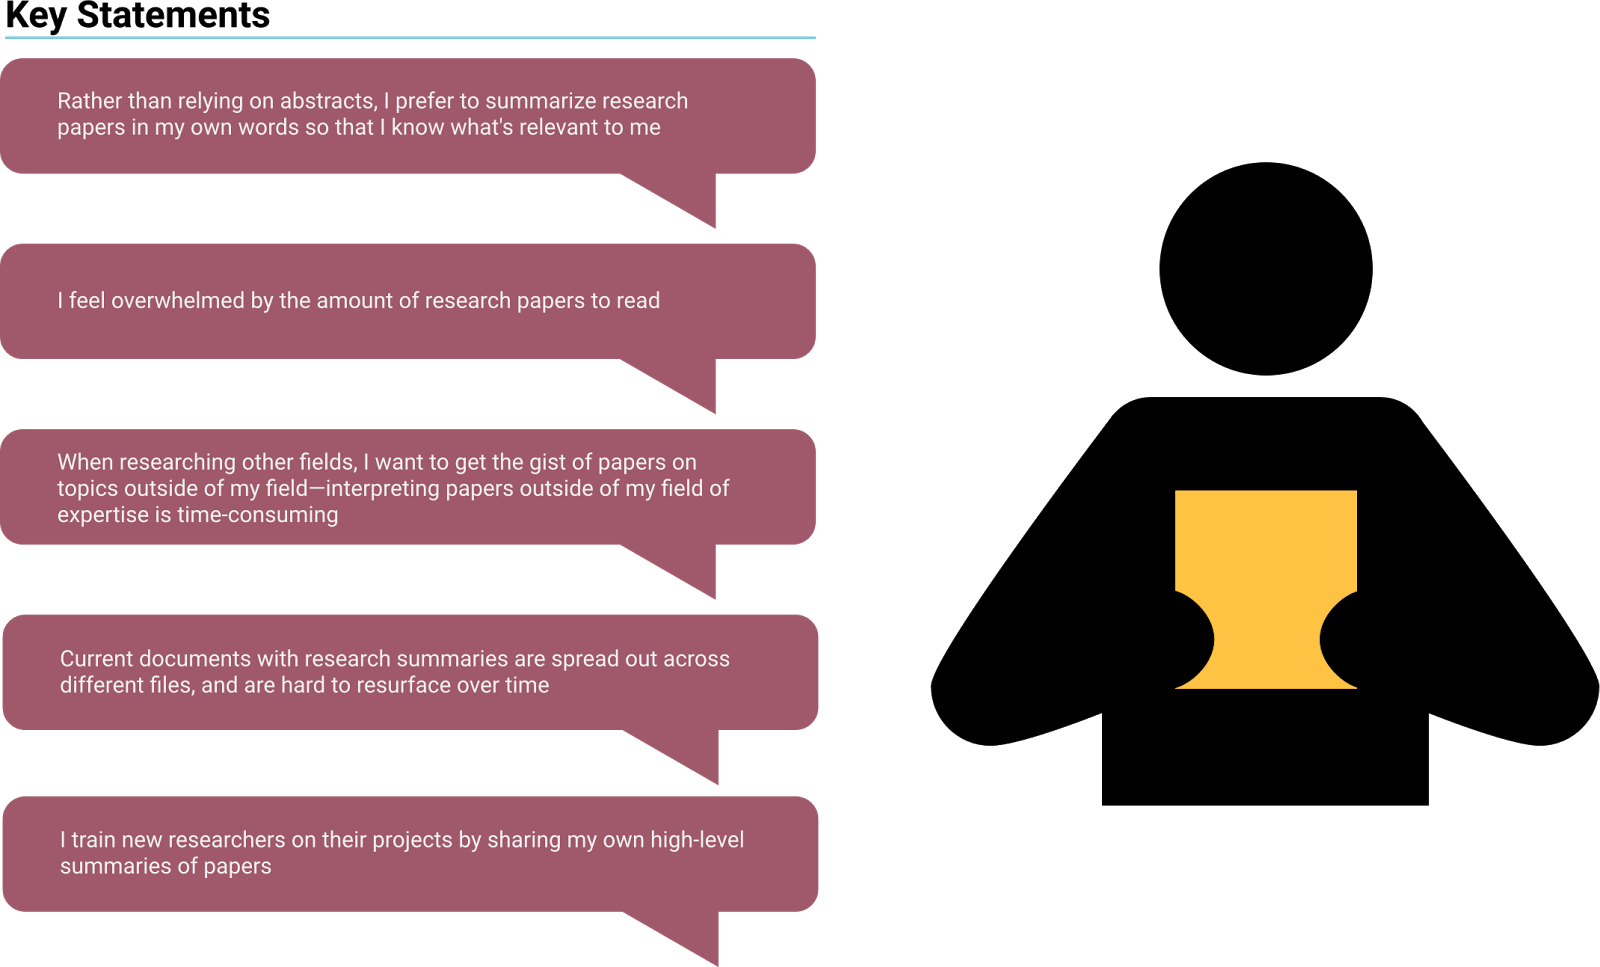 Key Statements
Rather than relying on abstracts, I prefer to summarize research
papers in my own words so that I know what's relevant to me
I feel overwhelmed by the amount of research papers to read
When researching other fields, I want to get the gist of papers on
topics outside of my field—interpreting papers outside of my field of
expertise is time-consuming
Current documents with research summaries are spread out across
different files, and are hard to resurface over time
I train new researchers on their projects by sharing my own high-level
summaries of papers